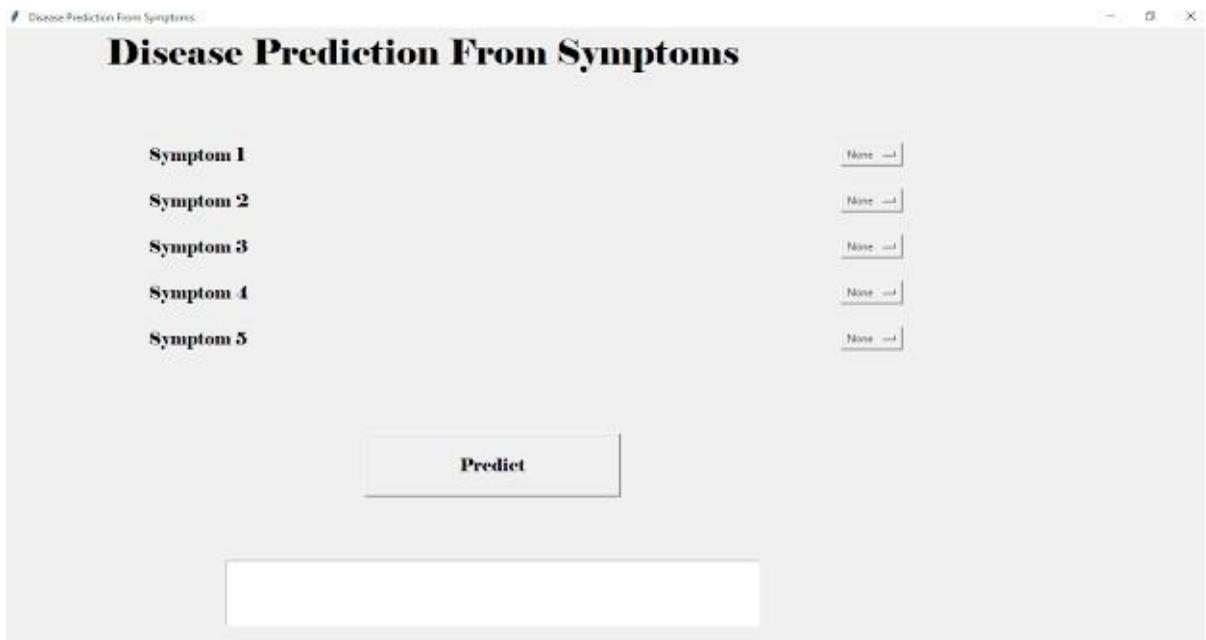 Disease Prediction From Symptoms
Disease Prediction From Symptoms
Symptom 1 None
Symptom 2 None
Symptom 3 None
Symptom 4 None
Symptom 5 None
Predict